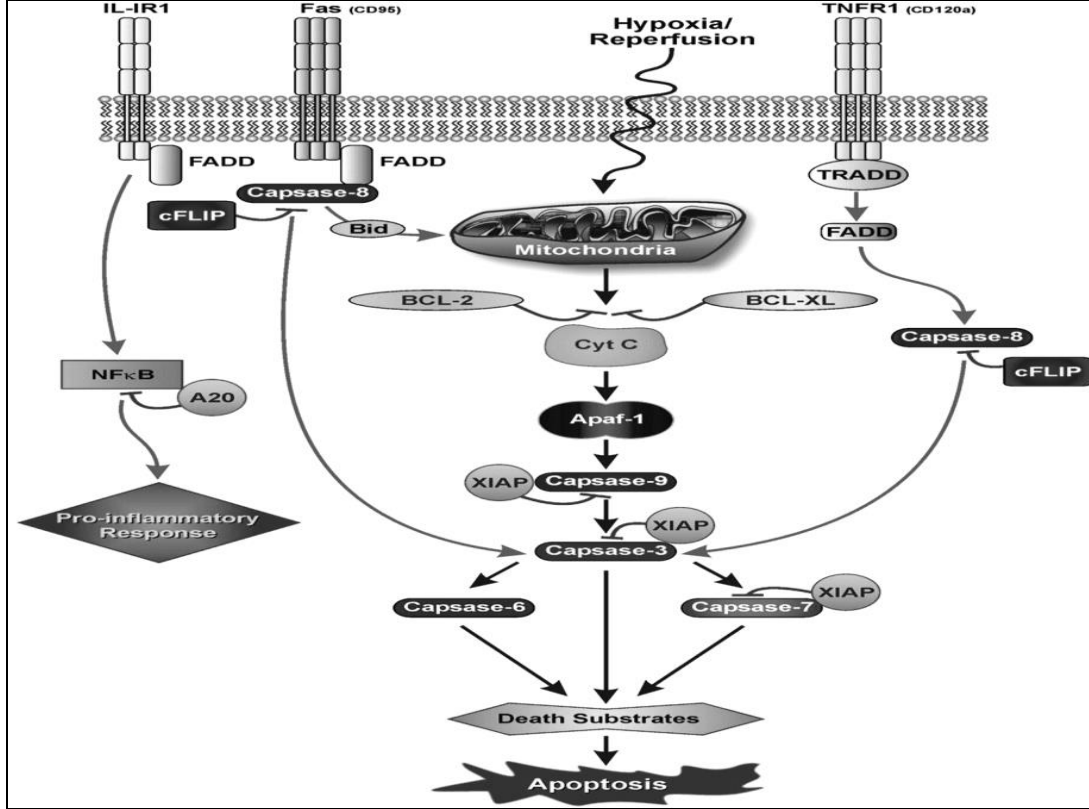 IL-IR1
Fas (CD95)
Hypoxia/
Reperfusion
TNFR1 (CD120a)
FADD
FADD
Capsase-8
cFLIP
Bid
Mitochondria
TRADD
FADD
BCL-2
BCL-XL
Cyt C
Capsase-8
cFLIP
NFκB
A20
Apaf-1
XIAP
Capsase-9
Pro-inflammatory
Response
XIAP
Capsase-3
Capsase-6
Capsase-7
XIAP
Death Substrates
Apoptosis